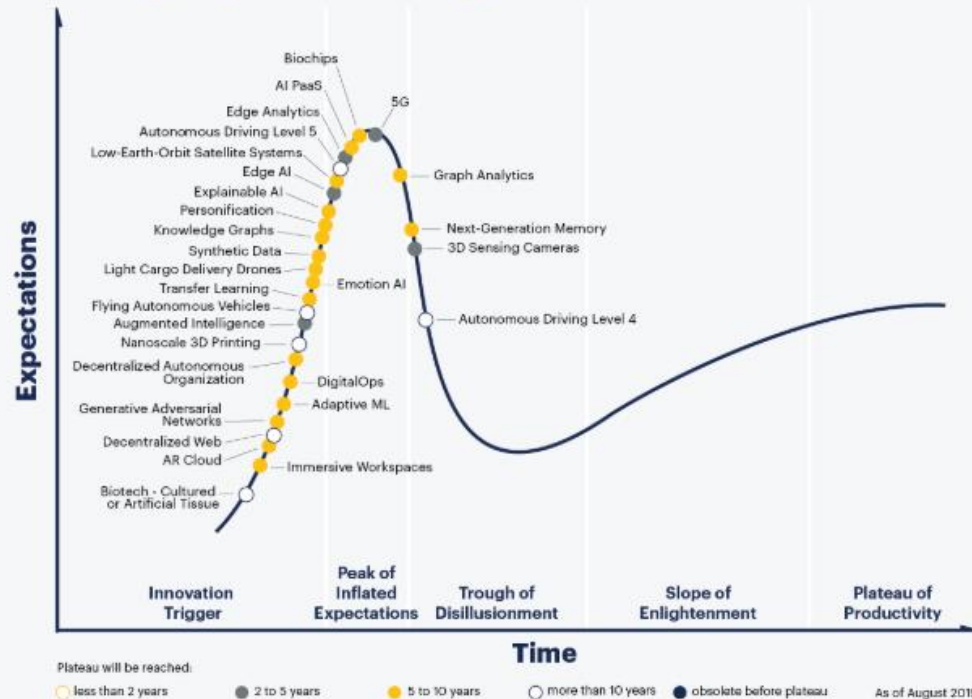 Biochips
AI PaaS
5G
Edge Analytics
Autonomous Driving Level 5
Low-Earth-Orbit Satellite Systems
Edge AI
Graph Analytics
Explainable AI
Personification
Knowledge Graphs
Next-Generation Memory
Synthetic Data
3D Sensing Cameras
Light Cargo Delivery Drones
Emotion AI
Transfer Learning
Flying Autonomous Vehicles
Augmented Intelligence
Autonomous Driving Level 4
Nanoscale 3D Printing
Decentralized Autonomous
Organization
DigitalOps
Adaptive ML
Generative Adversarial
Networks
Decentralized Web
AR Cloud
Immersive Workspaces
Biotech - Cultured
or Artificial Tissue
Expectations
Innovation
Trigger
Peak of
Inflated
Expectations
Trough of
Disillusionment
Slope of
Enlightenment
Plateau of
Productivity
Time
Plateau will be reached:
less than 2 years
2 to 5 years
5 to 10 years
more than 10 years
obsolete before plateau
As of August